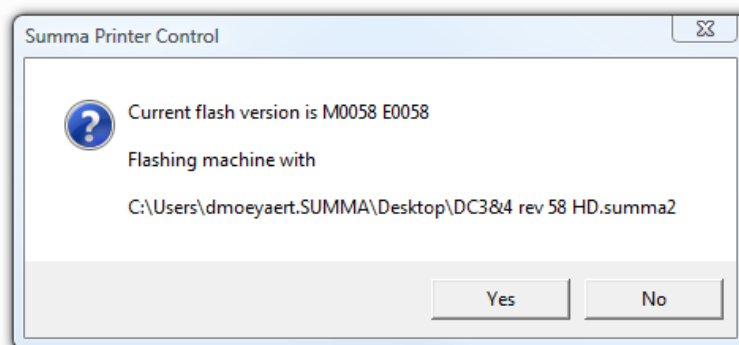 Summa Printer Control
Current flash version is M0058 E0058
Flashing machine with
C:\Users\dmoeyaert.SUMMA\Desktop\DC3&4 rev 58 HD.summa2
Yes
No